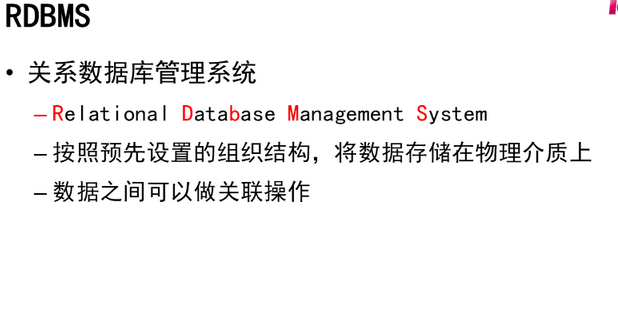 RDBMS
• 关系数据库管理系统
– Relational Database Management System
– 按照预先设置的组织结构，将数据存储在物理介质上
– 数据之间可以做关联操作